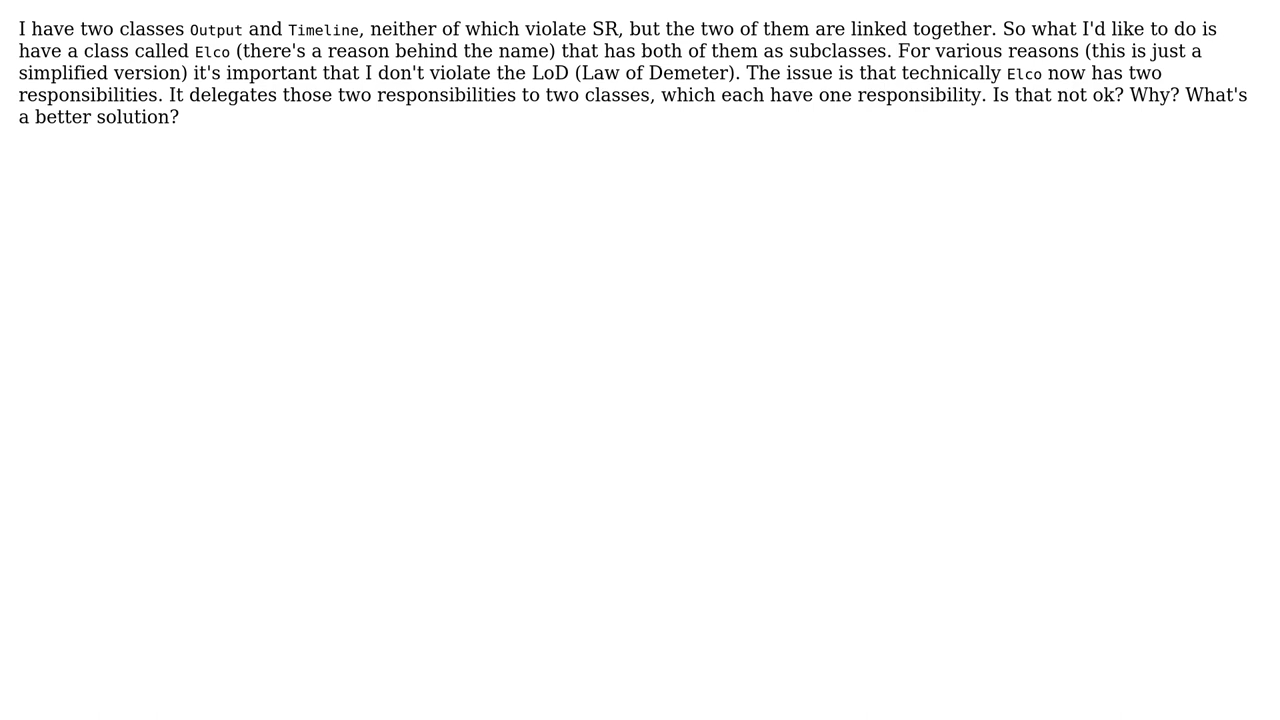 I have two classes Output and Timeline, neither of which violate SR, but the two of them are linked together. So what I'd like to do is
have a class called Elco (there's a reason behind the name) that has both of them as subclasses. For various reasons (this is just a
simplified version) it's important that I don't violate the LoD (Law of Demeter). The issue is that technically Elco now has two
responsibilities. It delegates those two responsibilities to two classes, which each have one responsibility. Is that not ok? Why? What's
a better solution?